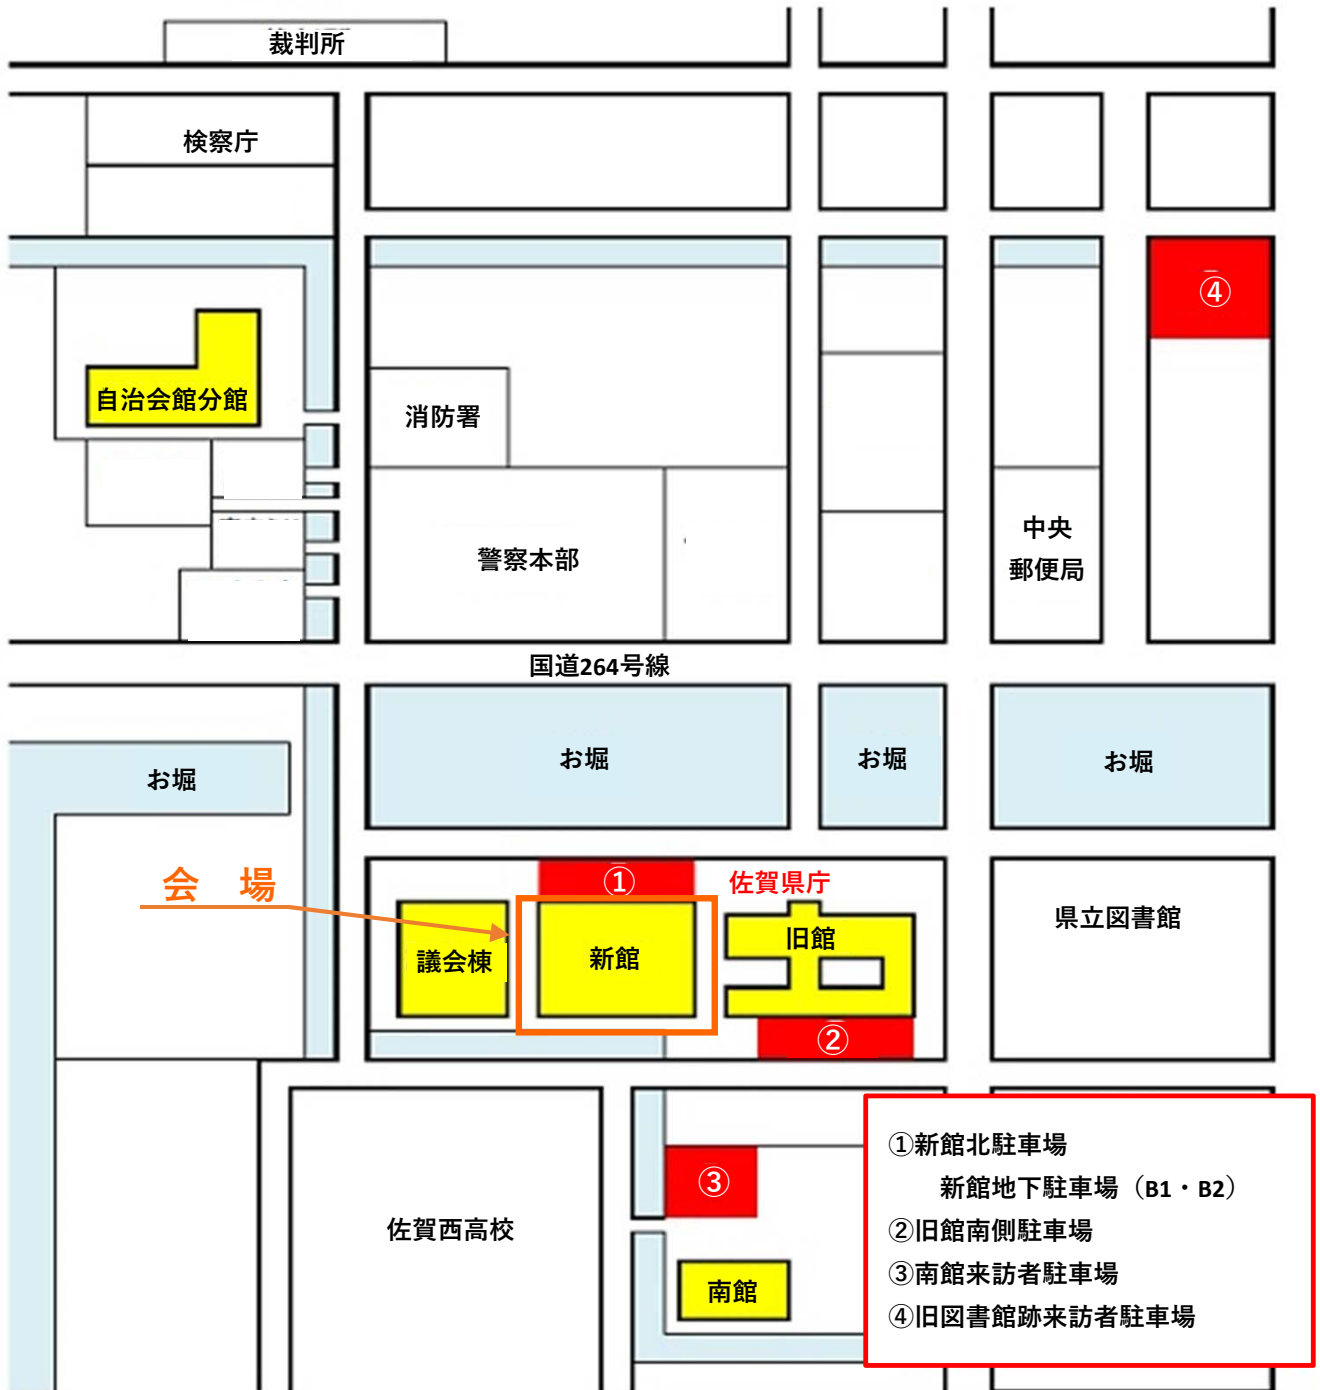 裁判所
検察庁
④
自治会館分館
消防署
警察本部
中央
郵便局
国道264号線
お堀
お堀
お堀
お堀
会　場
①
佐賀県庁
議会棟
新館
旧館
県立図書館
②
③
佐賀西高校
南館
①新館北駐車場
新館地下駐車場（B1・B2）
②旧館南側駐車場
③南館来訪者駐車場
④旧図書館跡来訪者駐車場